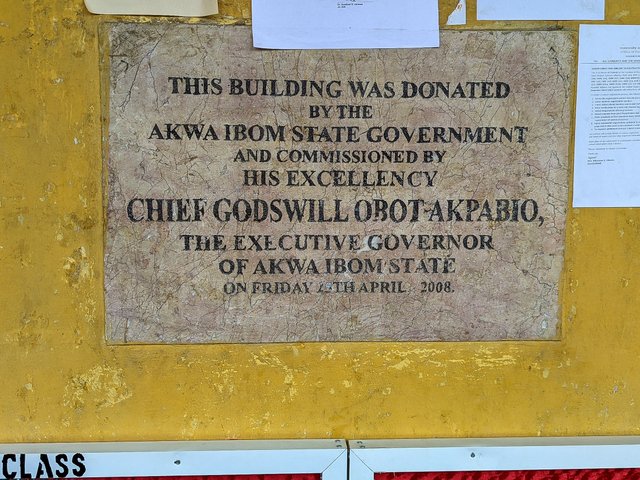 THIS BUILDING WAS DONATED
BY THE
AKWA IBOM STATE GOVERNMENT
AND COMMISSIONED BY
HIS EXCELLENCY
CHIEF GODSWILL OBOT-AKPABIO,
THE EXECUTIVE GOVERNOR
OF AKWA IBOM STATE
ON FRIDAY APRIL 2008.
CLASS